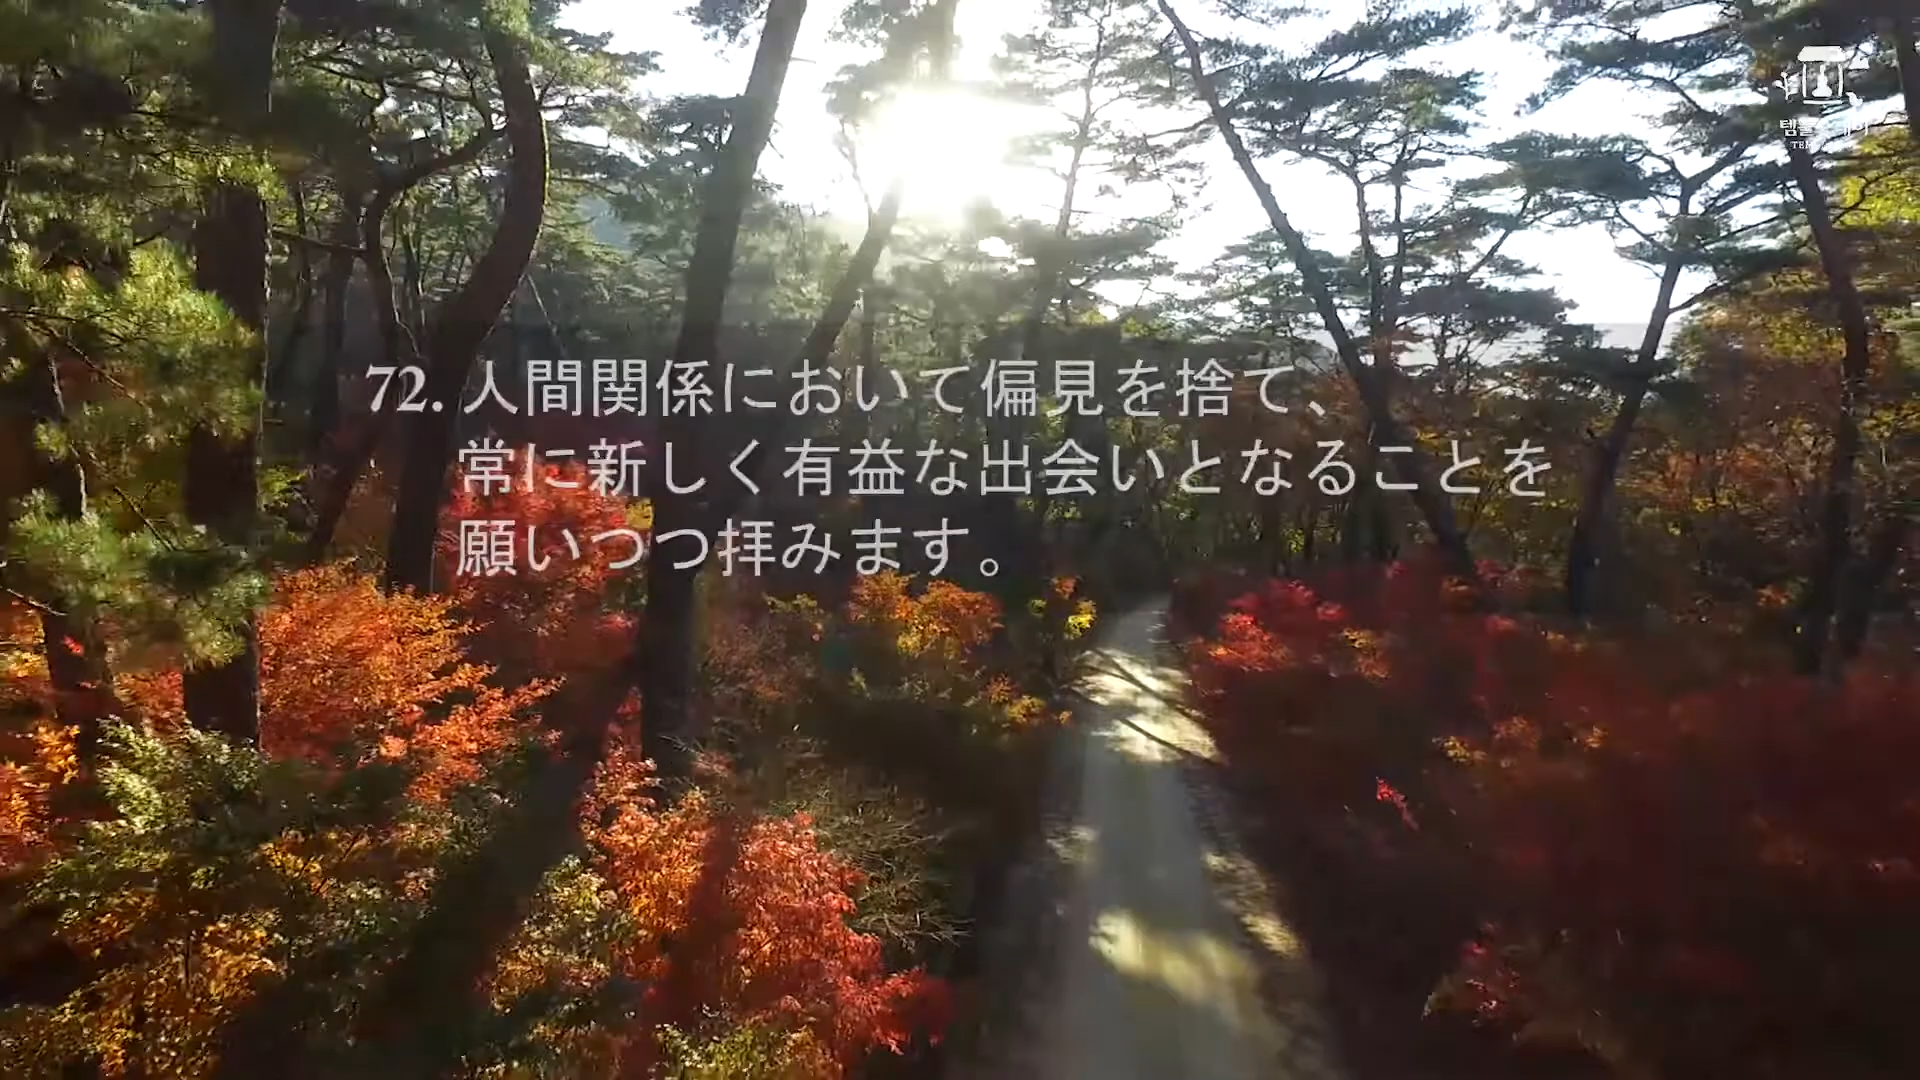 72. 人間関係において偏見を捨て、
常に新しく有益な出会いとなることを
願いつつ拝みます。